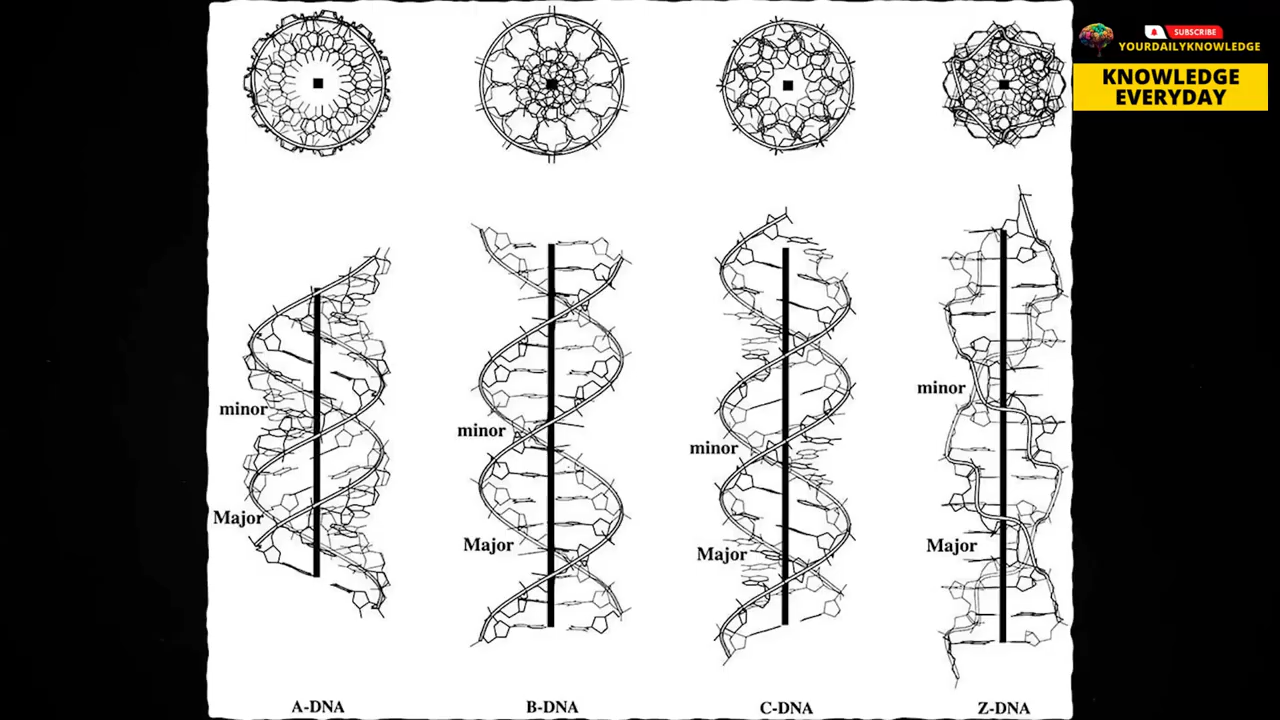 SUBSCRIBE
YOURDAILYKNOWLEDGE
KNOWLEDGE
EVERYDAY
minor
minor
minor
minor
Major
Major
Major
Major
A-DNA
B-DNA
C-DNA
Z-DNA